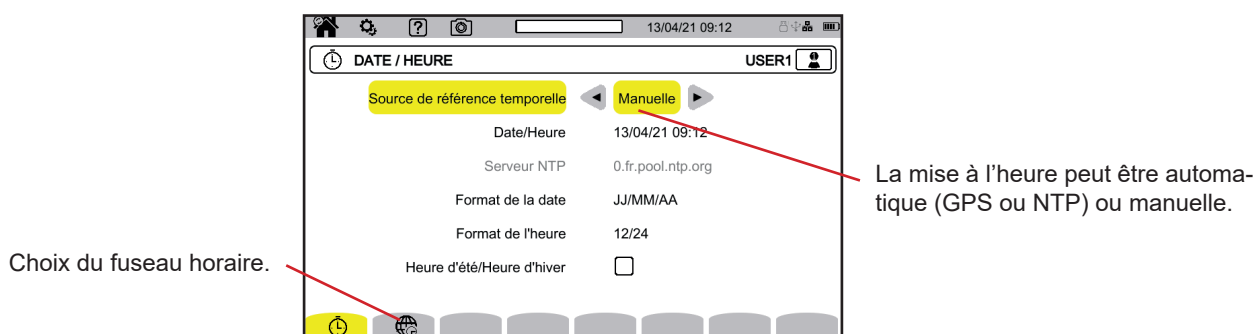 13/04/21 09:12
DATE / HEURE USER1
Source de référence temporelle Manuelle
Date/Heure 13/04/21 09:12
Serveur NTP 0.fr.pool.ntp.org
Format de la date JJ/MM/AA
Format de l'heure 12/24
Heure d'été/Heure d'hiver
La mise à l'heure peut être automa-
tique (GPS ou NTP) ou manuelle.
Choix du fuseau horaire.